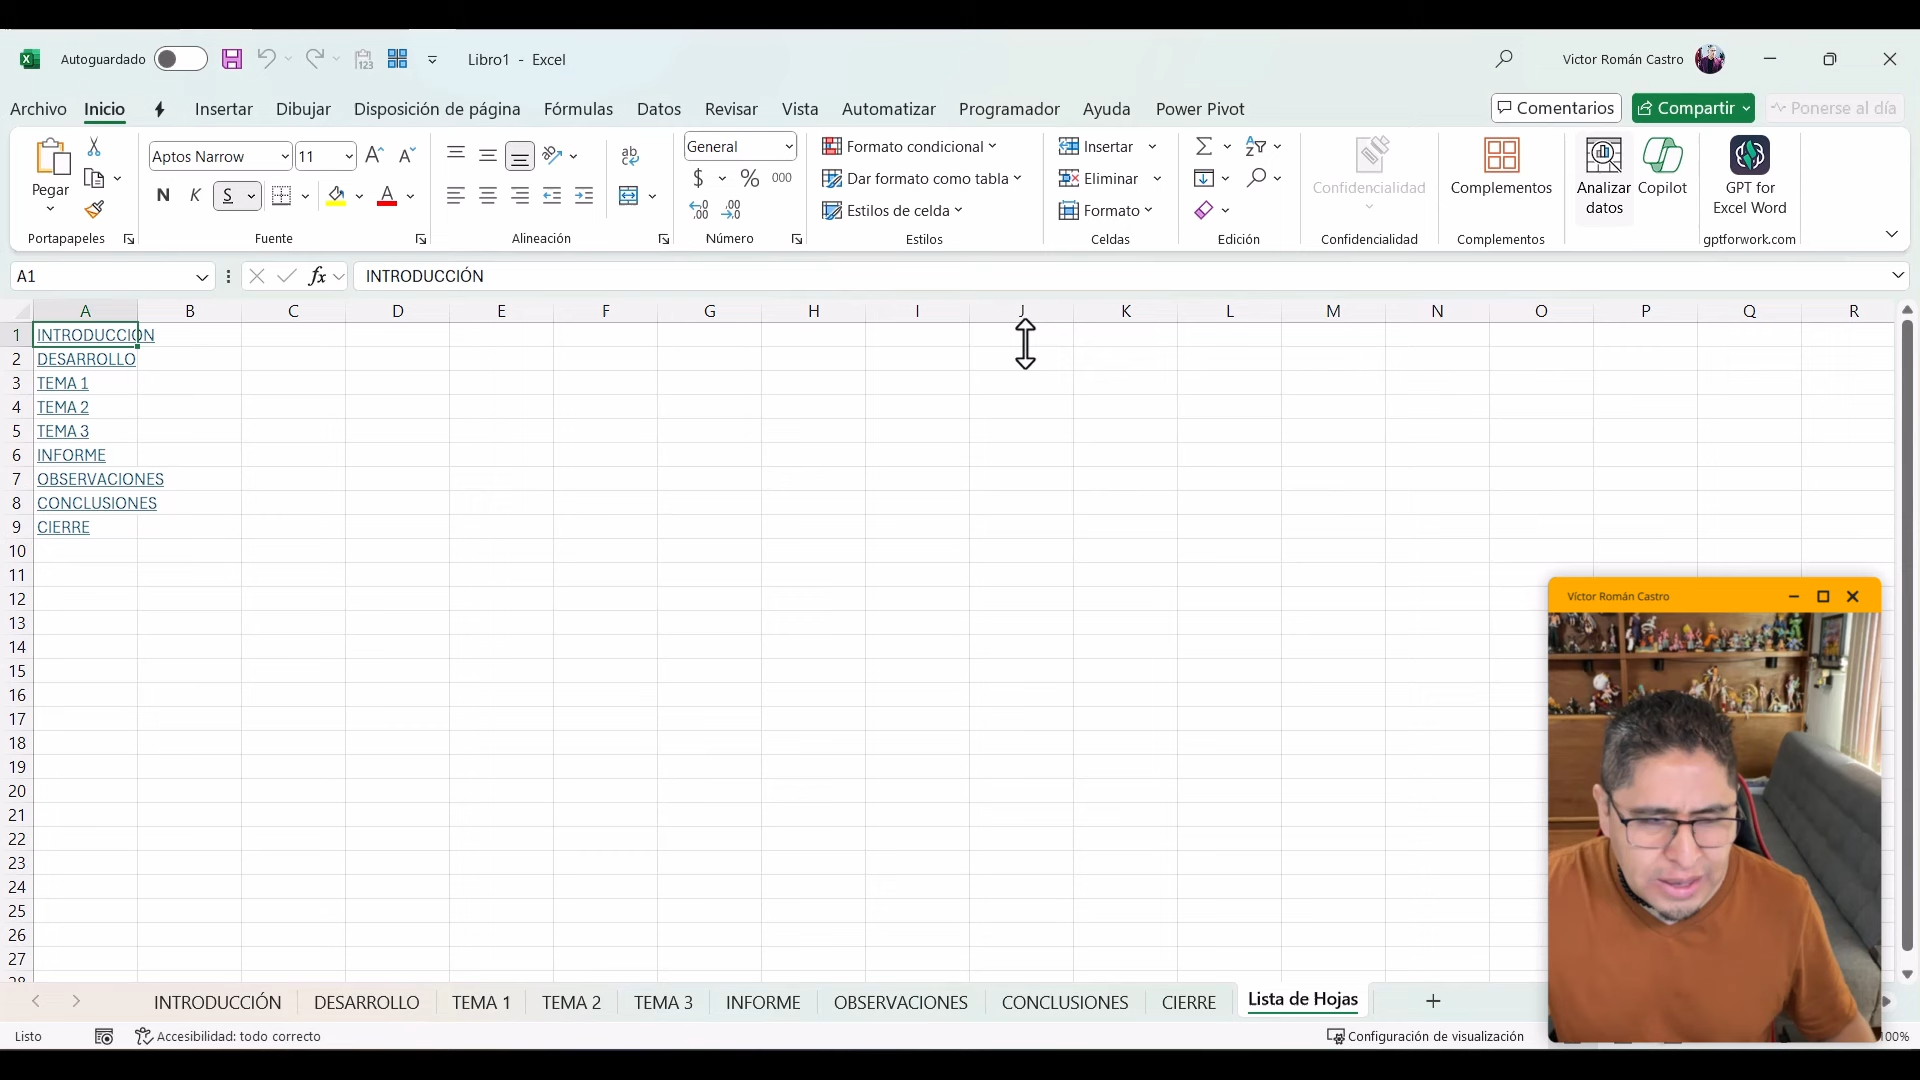 Autoguardado
Libro1 - Excel
Víctor Román Castro
Archivo Inicio Insertar Dibujar Disposición de página Fórmulas Datos Revisar Vista Automatizar Programador Ayuda Power Pivot
Comentarios Compartir Ponerse al día
Pegar
Portapapeles
Aptos Narrow 11
N K S
A
Fuente
ab
Alineación
General
$ % 000
Número
Formato condicional
Dar formato como tabla
Estilos de celda
Estilos
Insertar
Eliminar
Formato
Celdas
Edición
Confidencialidad
Confidencialidad
Complementos
Complementos
Analizar datos
Copilot
GPT for Excel Word
gptforwork.com
A1
fx
INTRODUCCIÓN
A B C D E F G H I J K L M N O P Q R
1 INTRODUCCIÓN
2 DESARROLLO
3 TEMA 1
4 TEMA 2
5 TEMA 3
6 INFORME
7 OBSERVACIONES
8 CONCLUSIONES
9 CIERRE
10
11
12
13
14
15
16
17
18
19
20
21
22
23
24
25
26
27
28
Víctor Román Castro
INTRODUCCIÓN DESARROLLO TEMA 1 TEMA 2 TEMA 3 INFORME OBSERVACIONES CONCLUSIONES CIERRE Lista de Hojas +
Listo
Accesibilidad: todo correcto
Configuración de visualización
100%